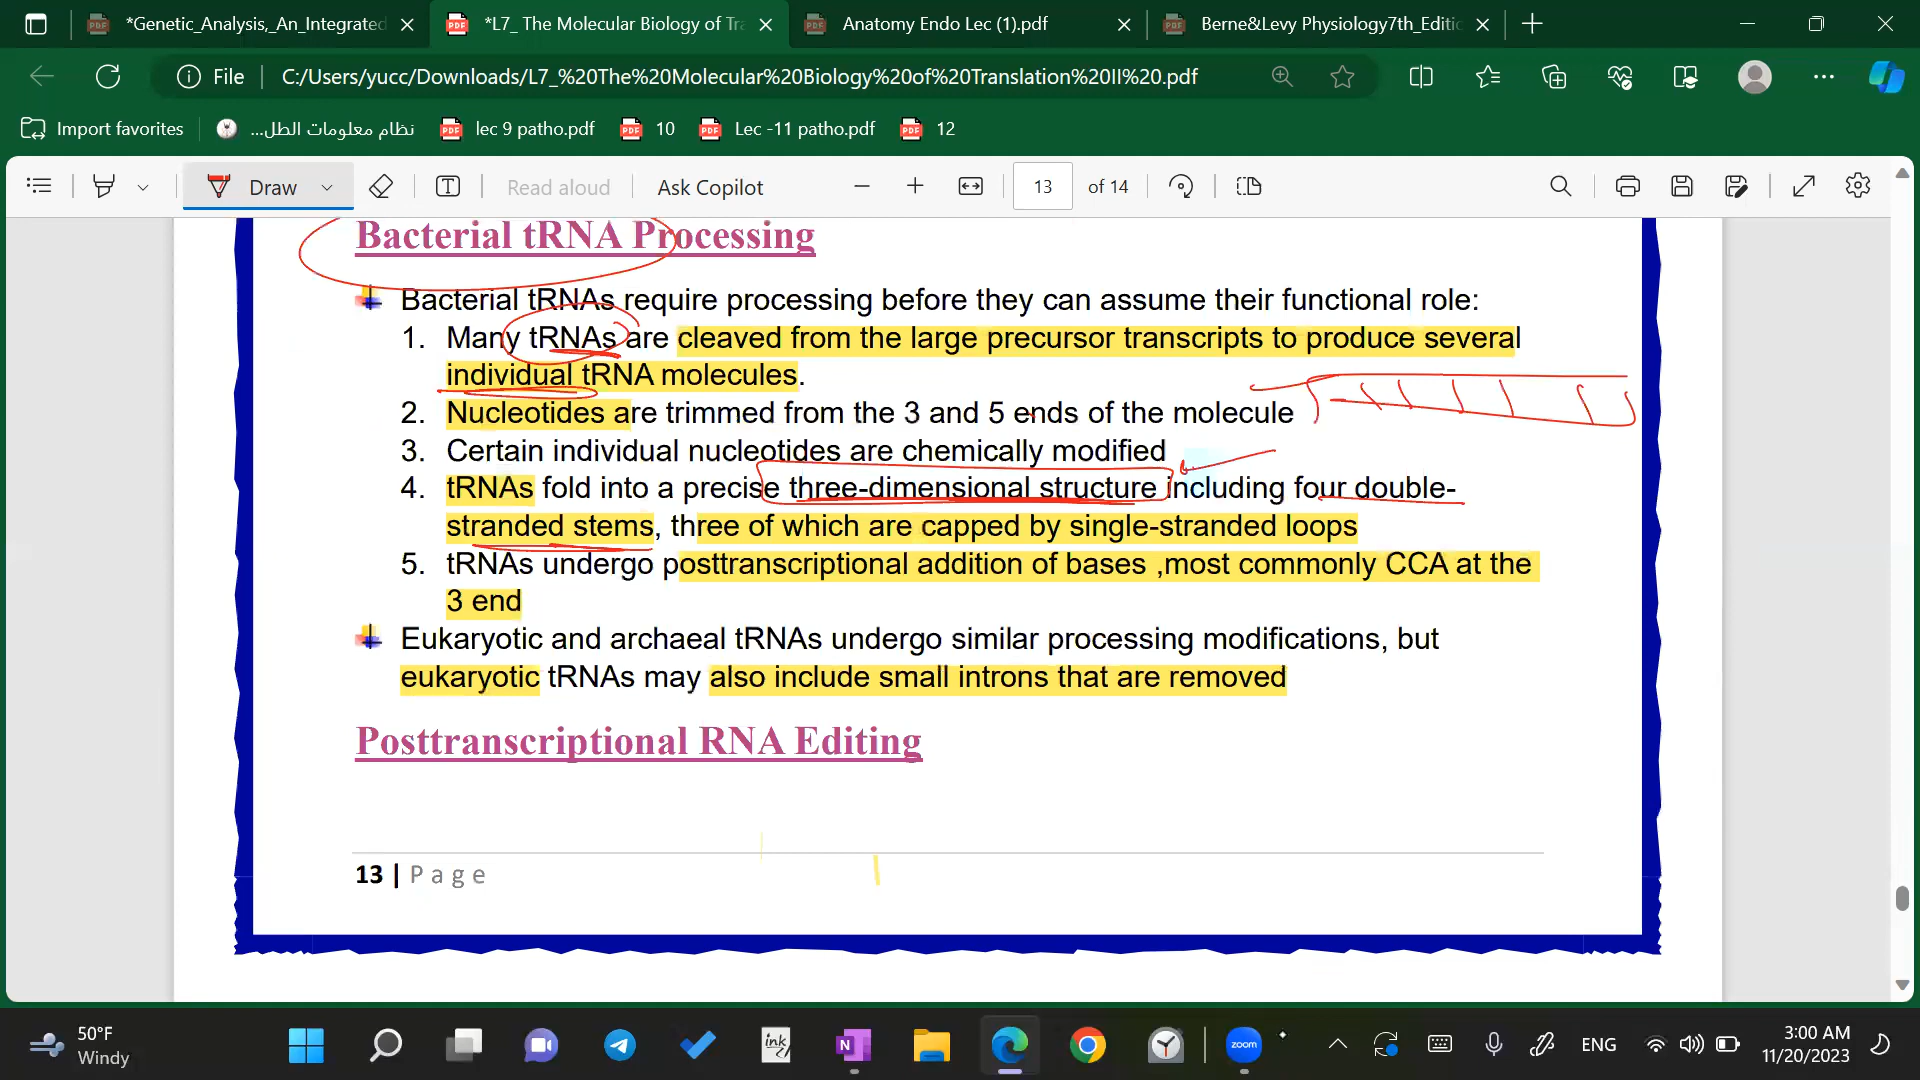 *Genetic_Analysis,_An_Integrated
*L7_ The Molecular Biology of Tra
Anatomy Endo Lec (1).pdf
Berne&Levy Physiology7th_Editio
File
C:/Users/yucc/Downloads/L7_%20The%20Molecular%20Biology%20of%20Translation%20II%20.pdf
Import favorites
نظام معلومات الطل...
lec 9 patho.pdf
10
Lec -11 patho.pdf
12
Draw
Read aloud
Ask Copilot
13
of 14
Bacterial tRNA Processing
Bacterial tRNAs require processing before they can assume their functional role:
1. Many tRNAs are cleaved from the large precursor transcripts to produce several
individual tRNA molecules.
2. Nucleotides are trimmed from the 3 and 5 ends of the molecule
3. Certain individual nucleotides are chemically modified
4. tRNAs fold into a precise three-dimensional structure including four double-
stranded stems, three of which are capped by single-stranded loops
5. tRNAs undergo posttranscriptional addition of bases ,most commonly CCA at the
3 end
Eukaryotic and archaeal tRNAs undergo similar processing modifications, but
eukaryotic tRNAs may also include small introns that are removed
Posttranscriptional RNA Editing
13 | Page
50°F
Windy
ink
N
zoom
ENG
3:00 AM
11/20/2023